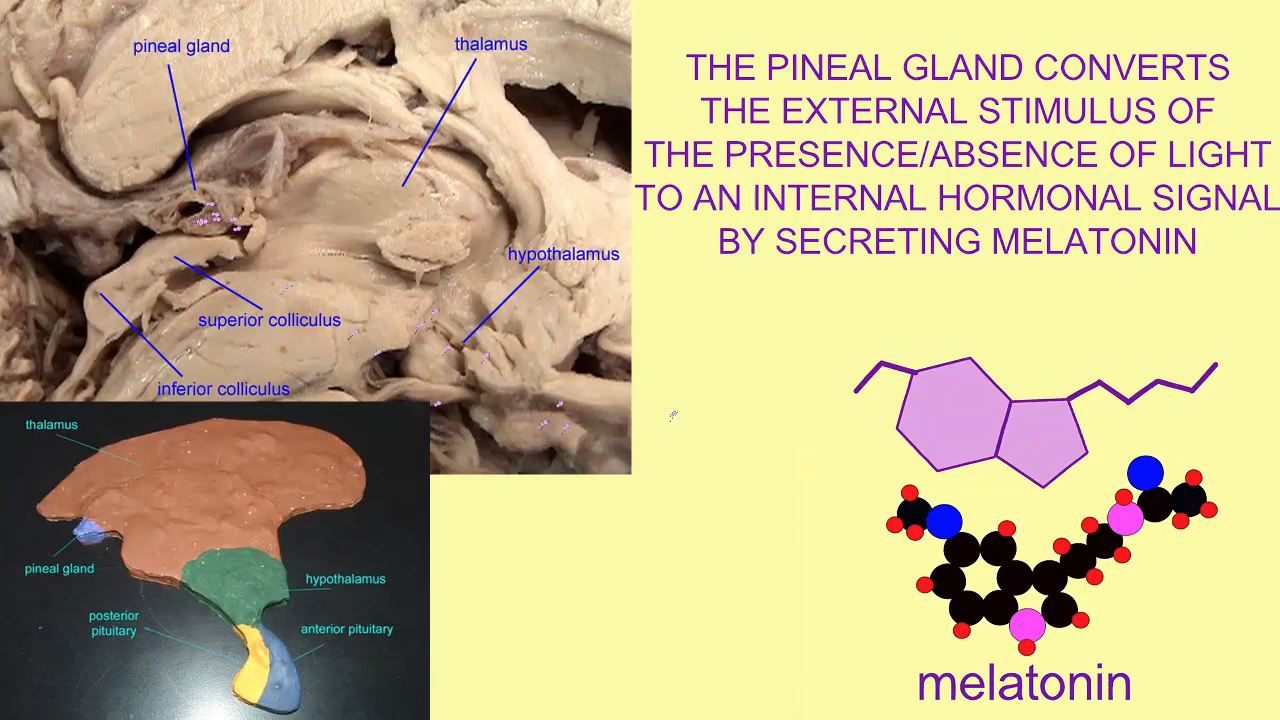 pineal gland
thalamus
hypothalamus
superior colliculus
inferior colliculus
THE PINEAL GLAND CONVERTS
THE EXTERNAL STIMULUS OF
THE PRESENCE/ABSENCE OF LIGHT
TO AN INTERNAL HORMONAL SIGNAL
BY SECRETING MELATONIN
thalamus
pineal gland
hypothalamus
posterior
pituitary
anterior pituitary
melatonin